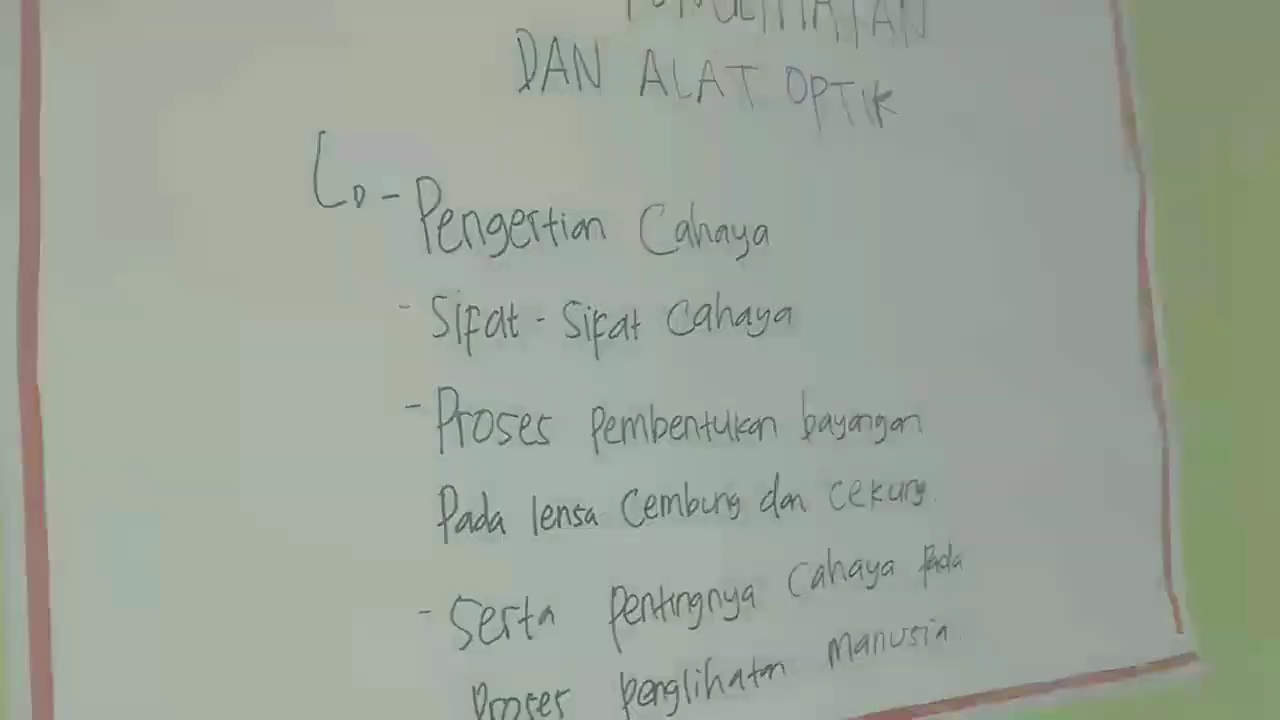 PENGLIHATAN
DAN ALAT OPTIK
- Pengertian Cahaya
- Sifat - Sifat Cahaya
- Proses Pembentukan bayangan
Pada lensa Cembung dan cekung.
- Serta Pentingnya Cahaya pada
Proses penglihatan manusia